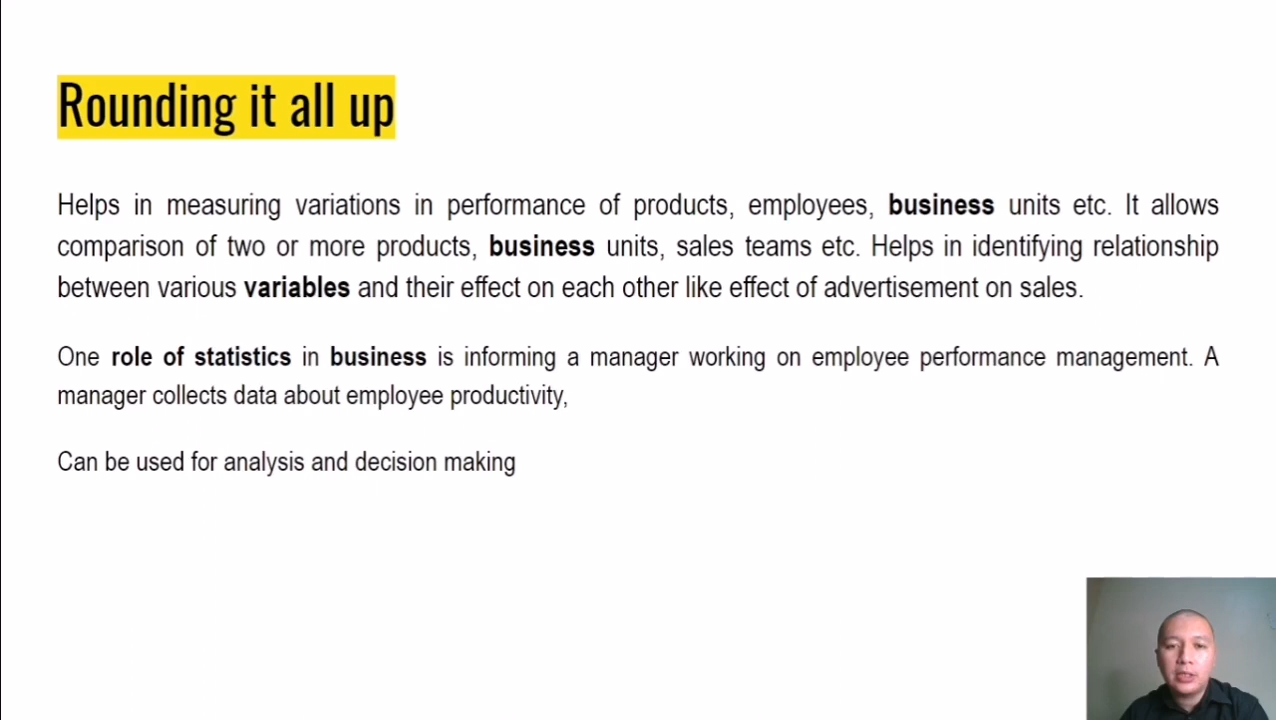 Rounding it all up
Helps in measuring variations in performance of products, employees, business units etc. It allows
comparison of two or more products, business units, sales teams etc. Helps in identifying relationship
between various variables and their effect on each other like effect of advertisement on sales.
One role of statistics in business is informing a manager working on employee performance management. A
manager collects data about employee productivity,
Can be used for analysis and decision making